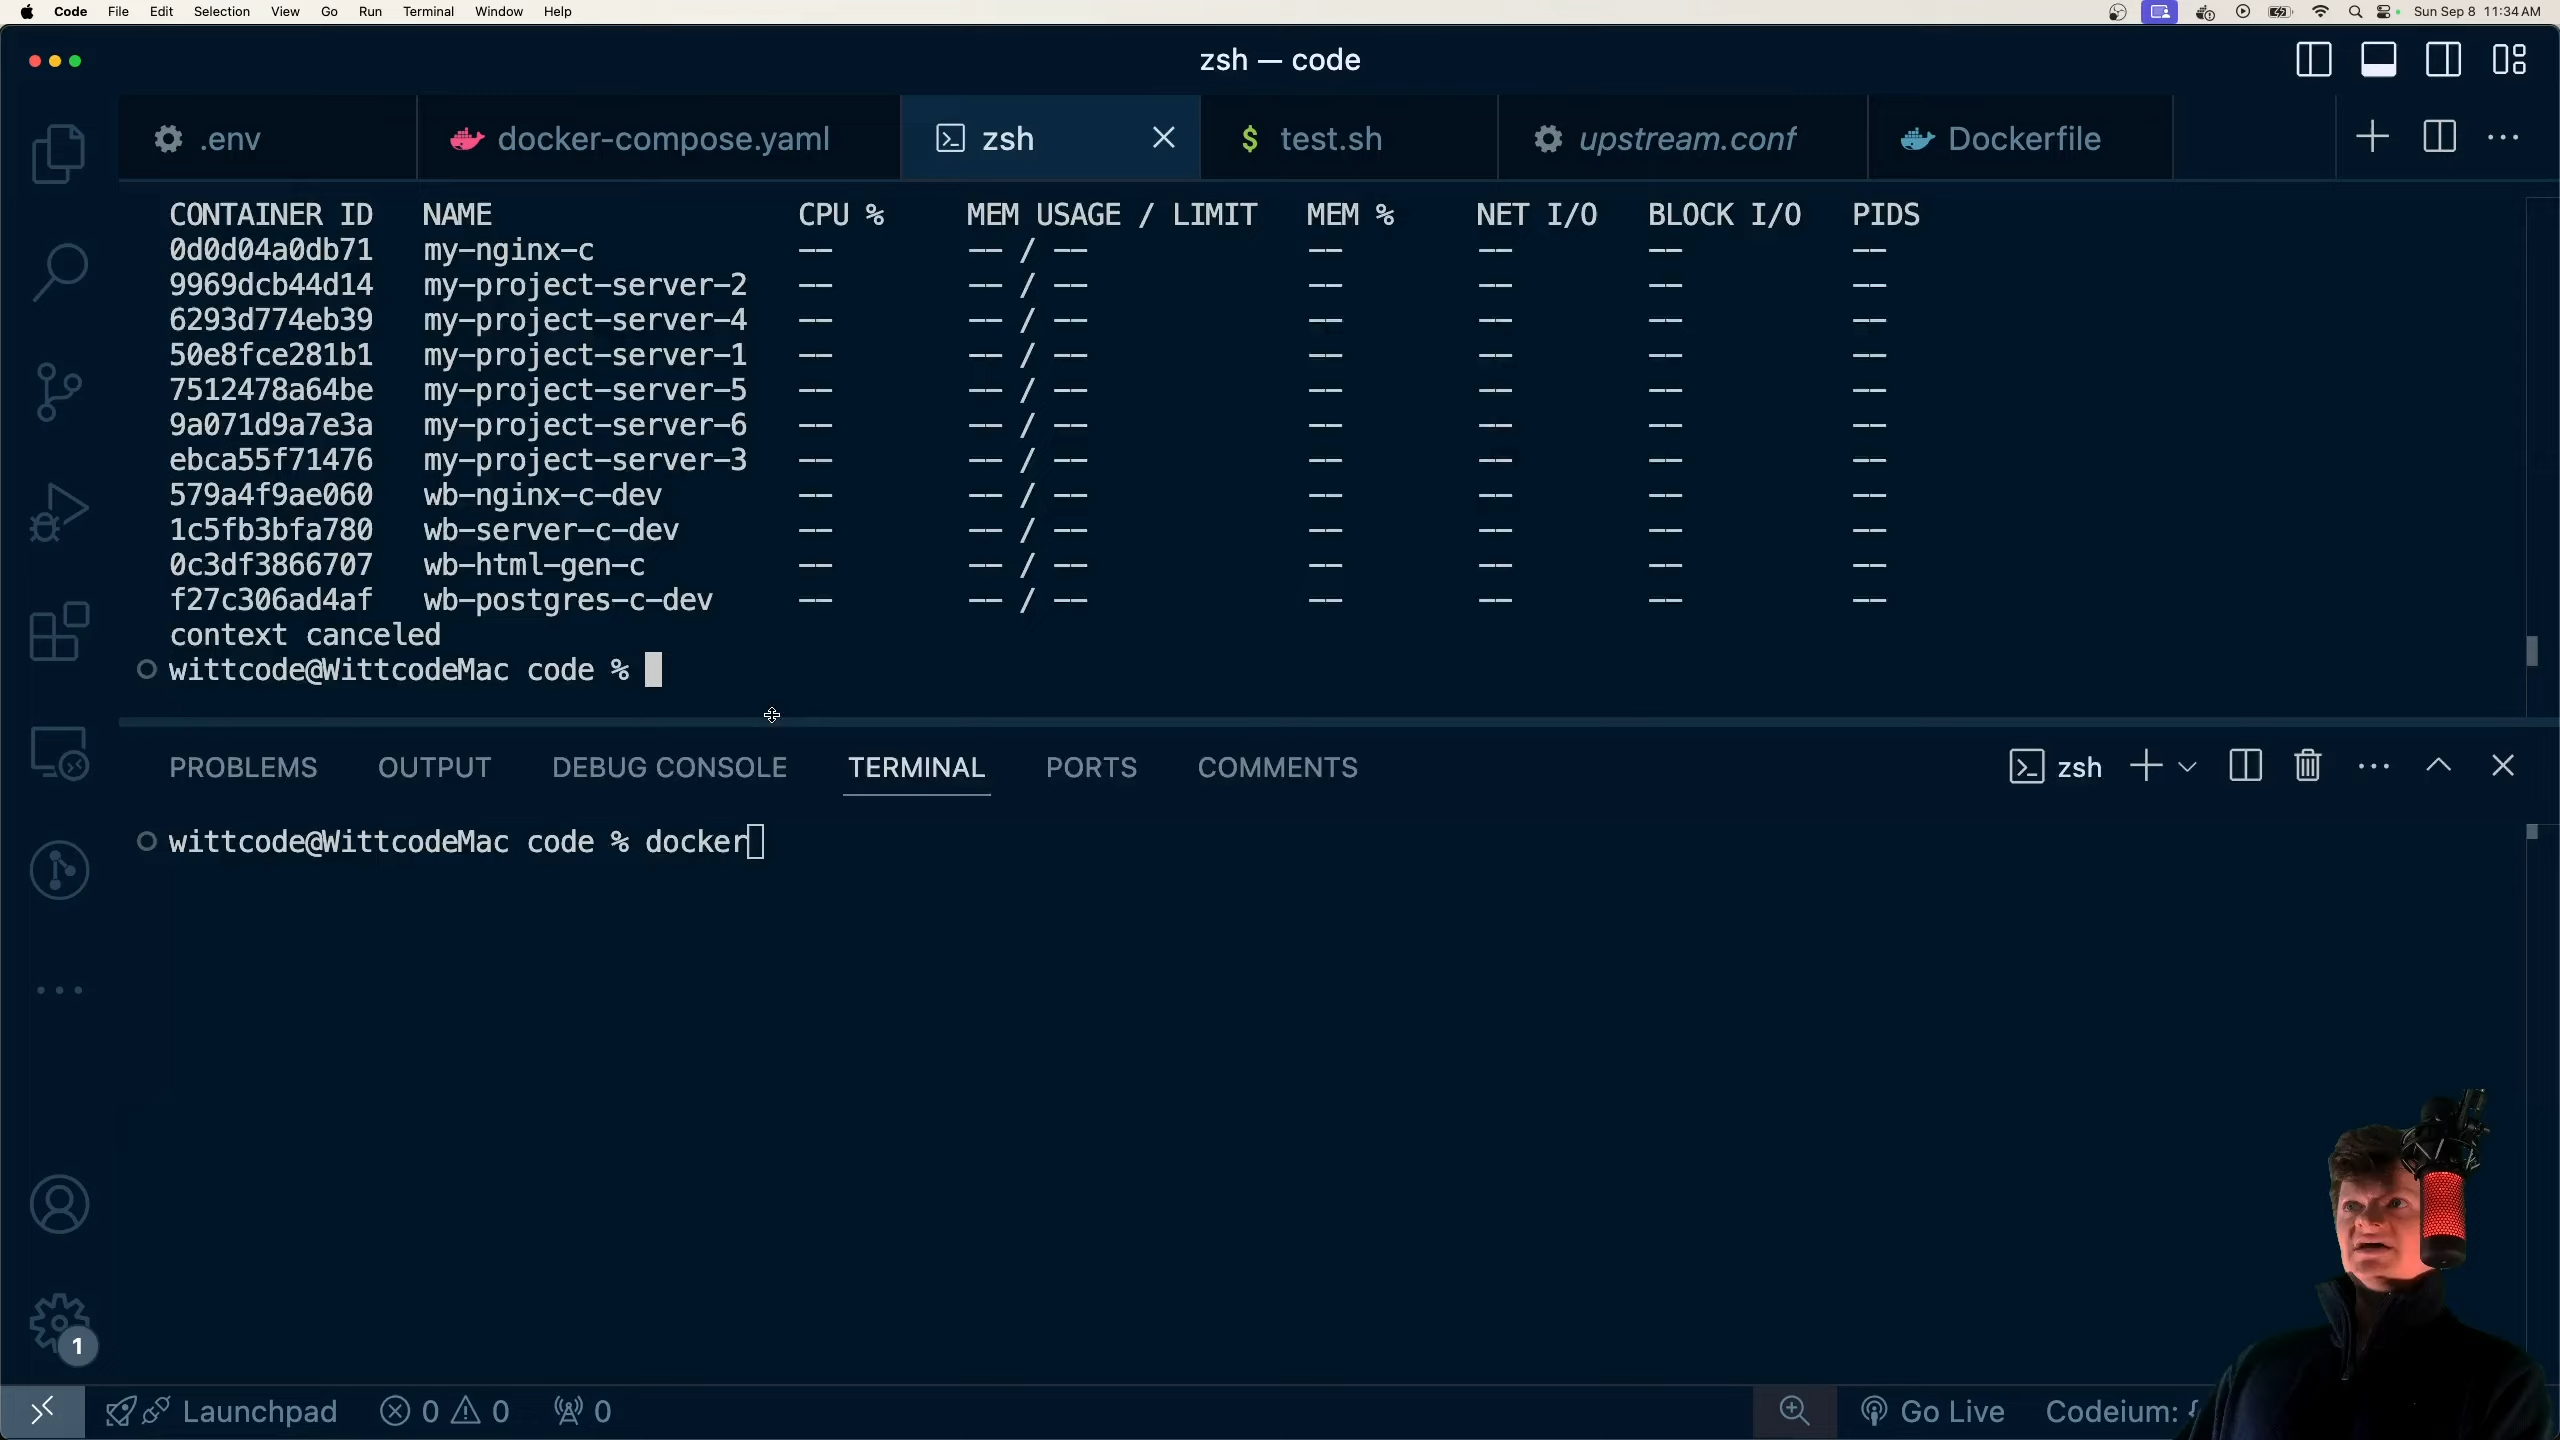 Code File Edit Selection View Go Run Terminal Window Help Sun Sep 8 11:34 AM
zsh — code
.env docker-compose.yaml zsh test.sh upstream.conf Dockerfile
CONTAINER ID NAME CPU % MEM USAGE / LIMIT MEM % NET I/O BLOCK I/O PIDS
0d0d04a0db71 my-nginx-c -- -- / -- -- -- -- --
9969dcb44d14 my-project-server-2 -- -- / -- -- -- -- --
6293d774eb39 my-project-server-4 -- -- / -- -- -- -- --
50e8fce281b1 my-project-server-1 -- -- / -- -- -- -- --
7512478a64be my-project-server-5 -- -- / -- -- -- -- --
9a071d9a7e3a my-project-server-6 -- -- / -- -- -- -- --
ebca55f71476 my-project-server-3 -- -- / -- -- -- -- --
579a4f9ae060 wb-nginx-c-dev -- -- / -- -- -- -- --
1c5fb3bfa780 wb-server-c-dev -- -- / -- -- -- -- --
0c3df3866707 wb-html-gen-c -- -- / -- -- -- -- --
f27c306ad4af wb-postgres-c-dev -- -- / -- -- -- -- --
context canceled
wittcode@WittcodeMac code %
PROBLEMS OUTPUT DEBUG CONSOLE TERMINAL PORTS COMMENTS zsh
wittcode@WittcodeMac code % docker
1
Launchpad 0 0 0 Go Live Codeium: {